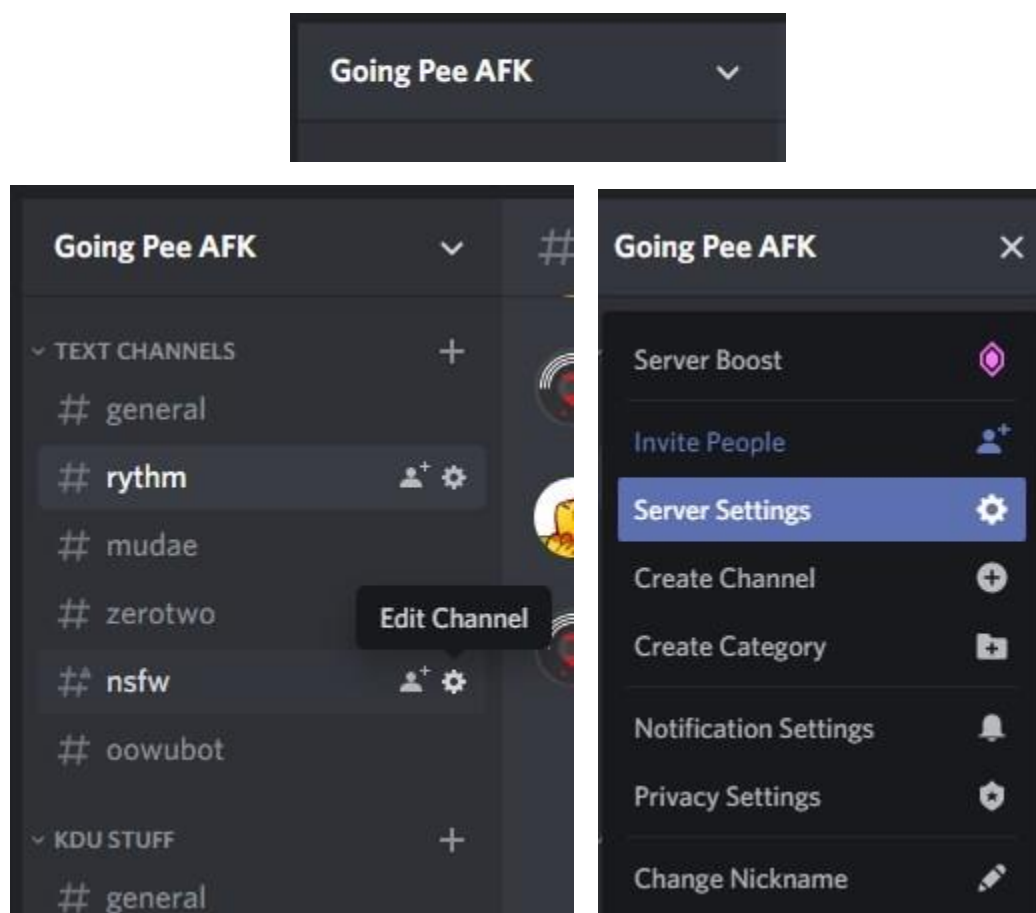 Going Pee AFK
Going Pee AFK
TEXT CHANNELS
# general
# rythm
# mudae
# zerotwo
Edit Channel
# nsfw
# oowubot
KDU STUFF
# general
#
Going Pee AFK
Server Boost
Invite People
Server Settings
Create Channel
Create Category
Notification Settings
Privacy Settings
Change Nickname